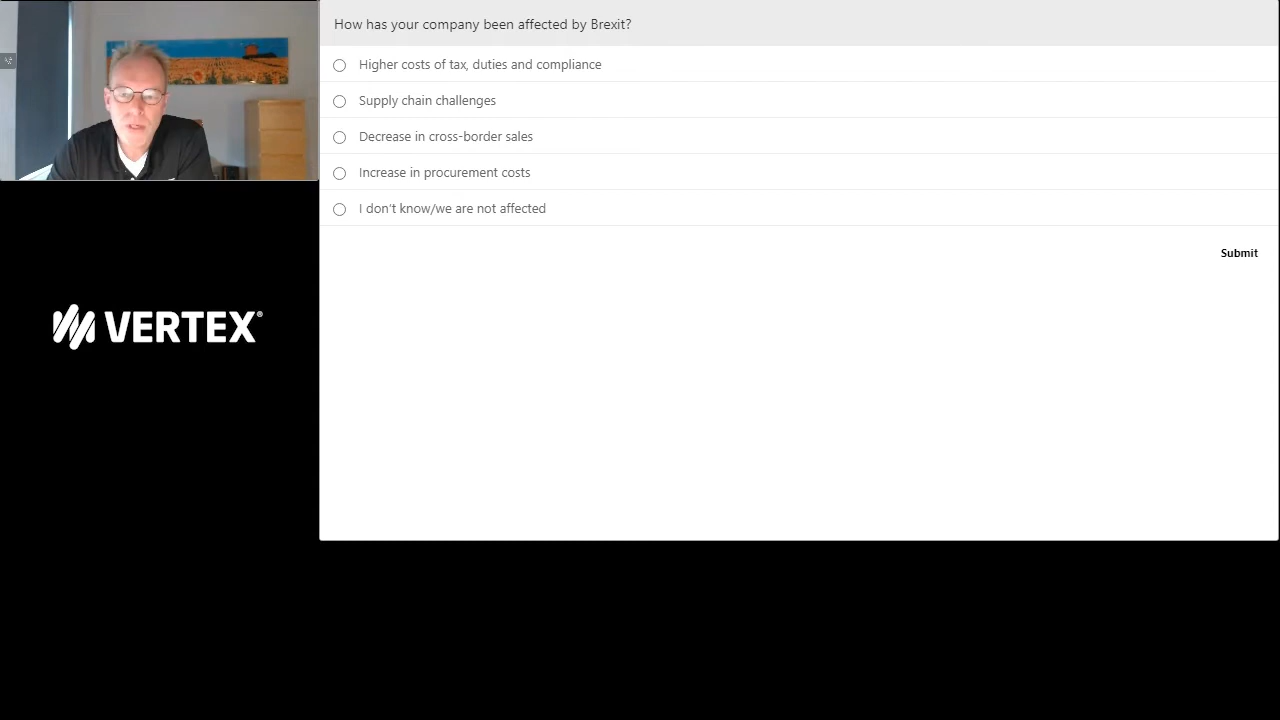 How has your company been affected by Brexit?
Higher costs of tax, duties and compliance
Supply chain challenges
Decrease in cross-border sales
Increase in procurement costs
I don't know/we are not affected
Submit
VERTEX®